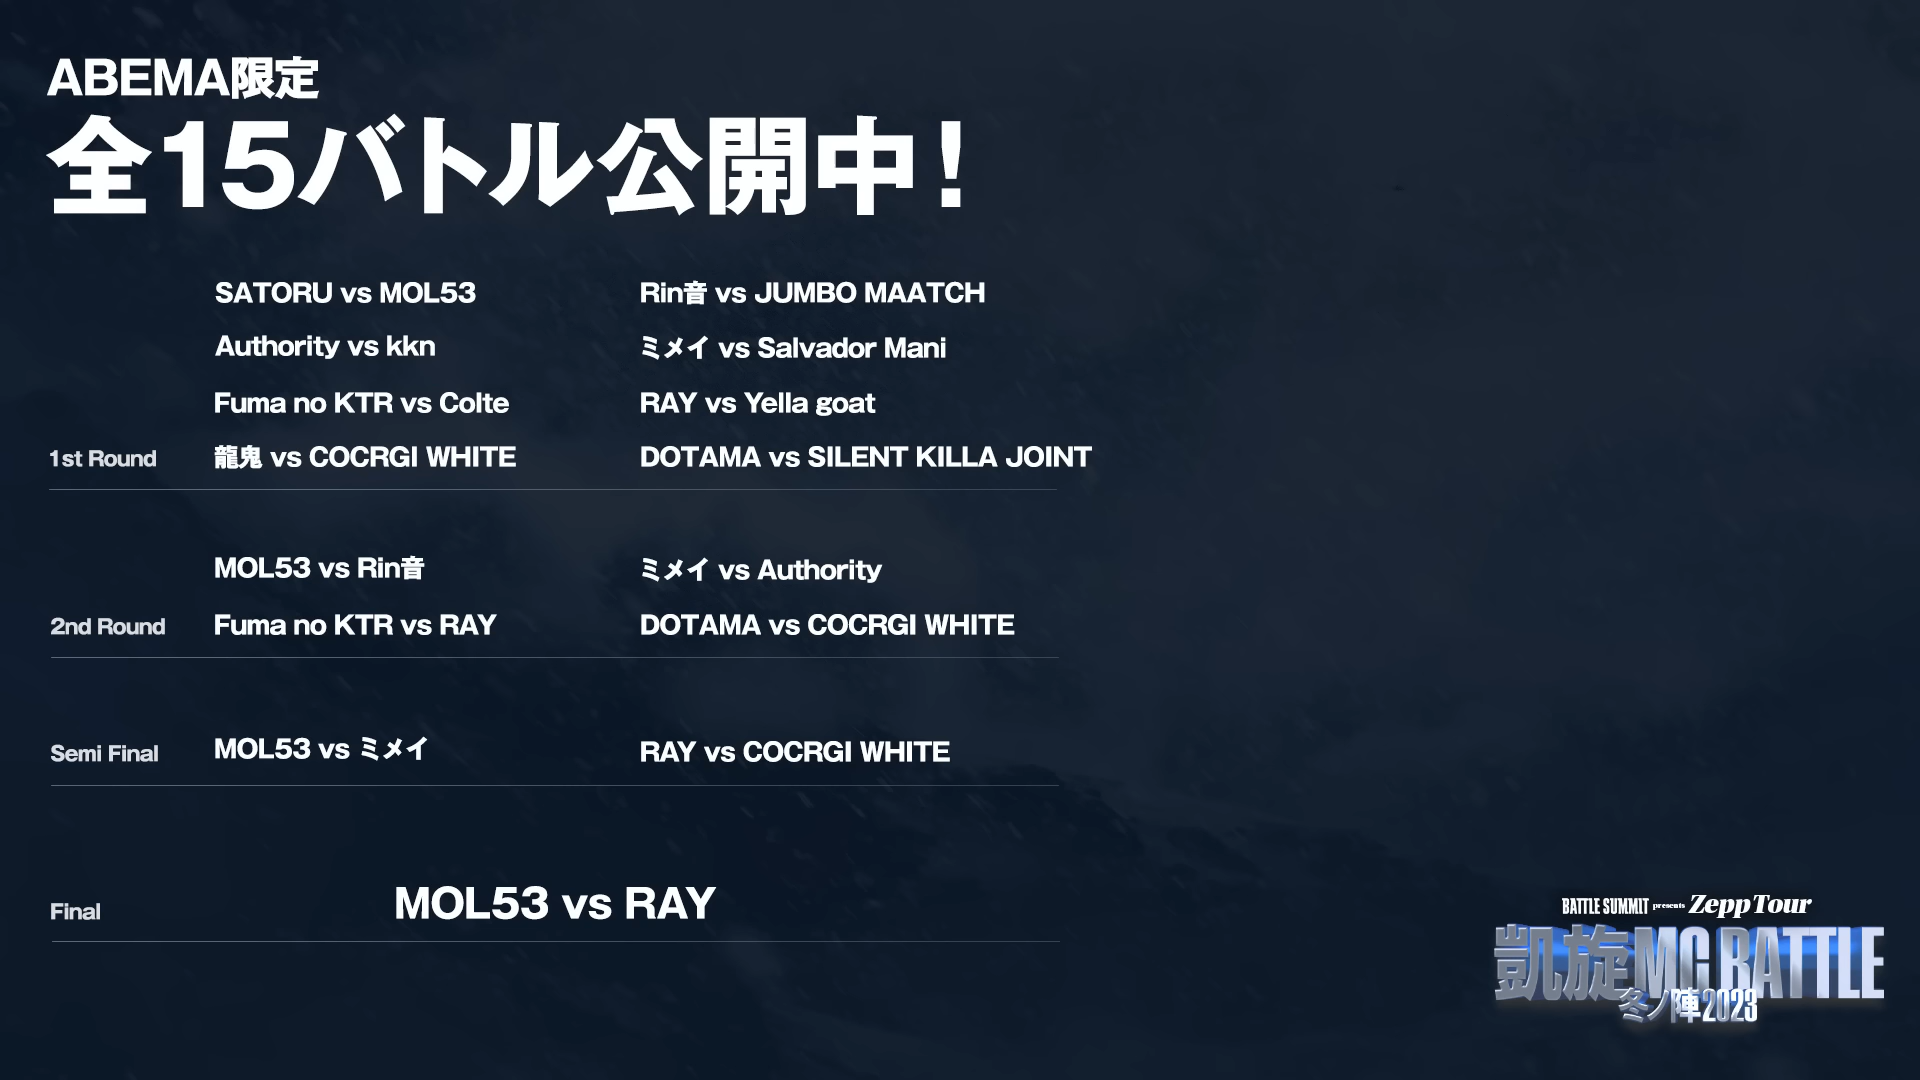 ABEMA限定
全15バトル公開中！
SATORU vs MOL53
Rin音 vs JUMBO MAATCH
Authority vs kkn
ミメイ vs Salvador Mani
Fuma no KTR vs Colte
RAY vs Yella goat
1st Round
龍鬼 vs COCRGI WHITE
DOTAMA vs SILENT KILLA JOINT
MOL53 vs Rin音
ミメイ vs Authority
2nd Round
Fuma no KTR vs RAY
DOTAMA vs COCRGI WHITE
Semi Final
MOL53 vs ミメイ
RAY vs COCRGI WHITE
Final
MOL53 vs RAY
BATTLE SUMMIT presents Zepp Tour
凱旋MC BATTLE
冬ノ陣2023